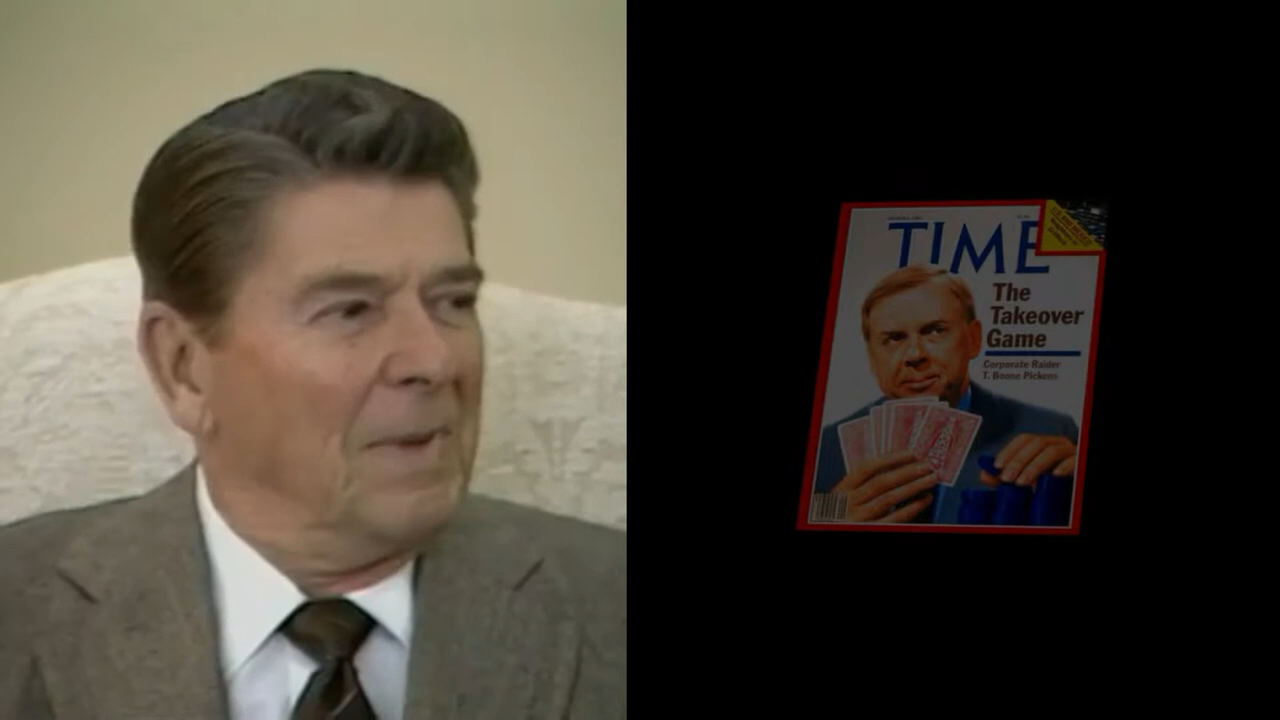 TIME
The
Takeover
Game
Corporate Raider
T. Boone Pickens